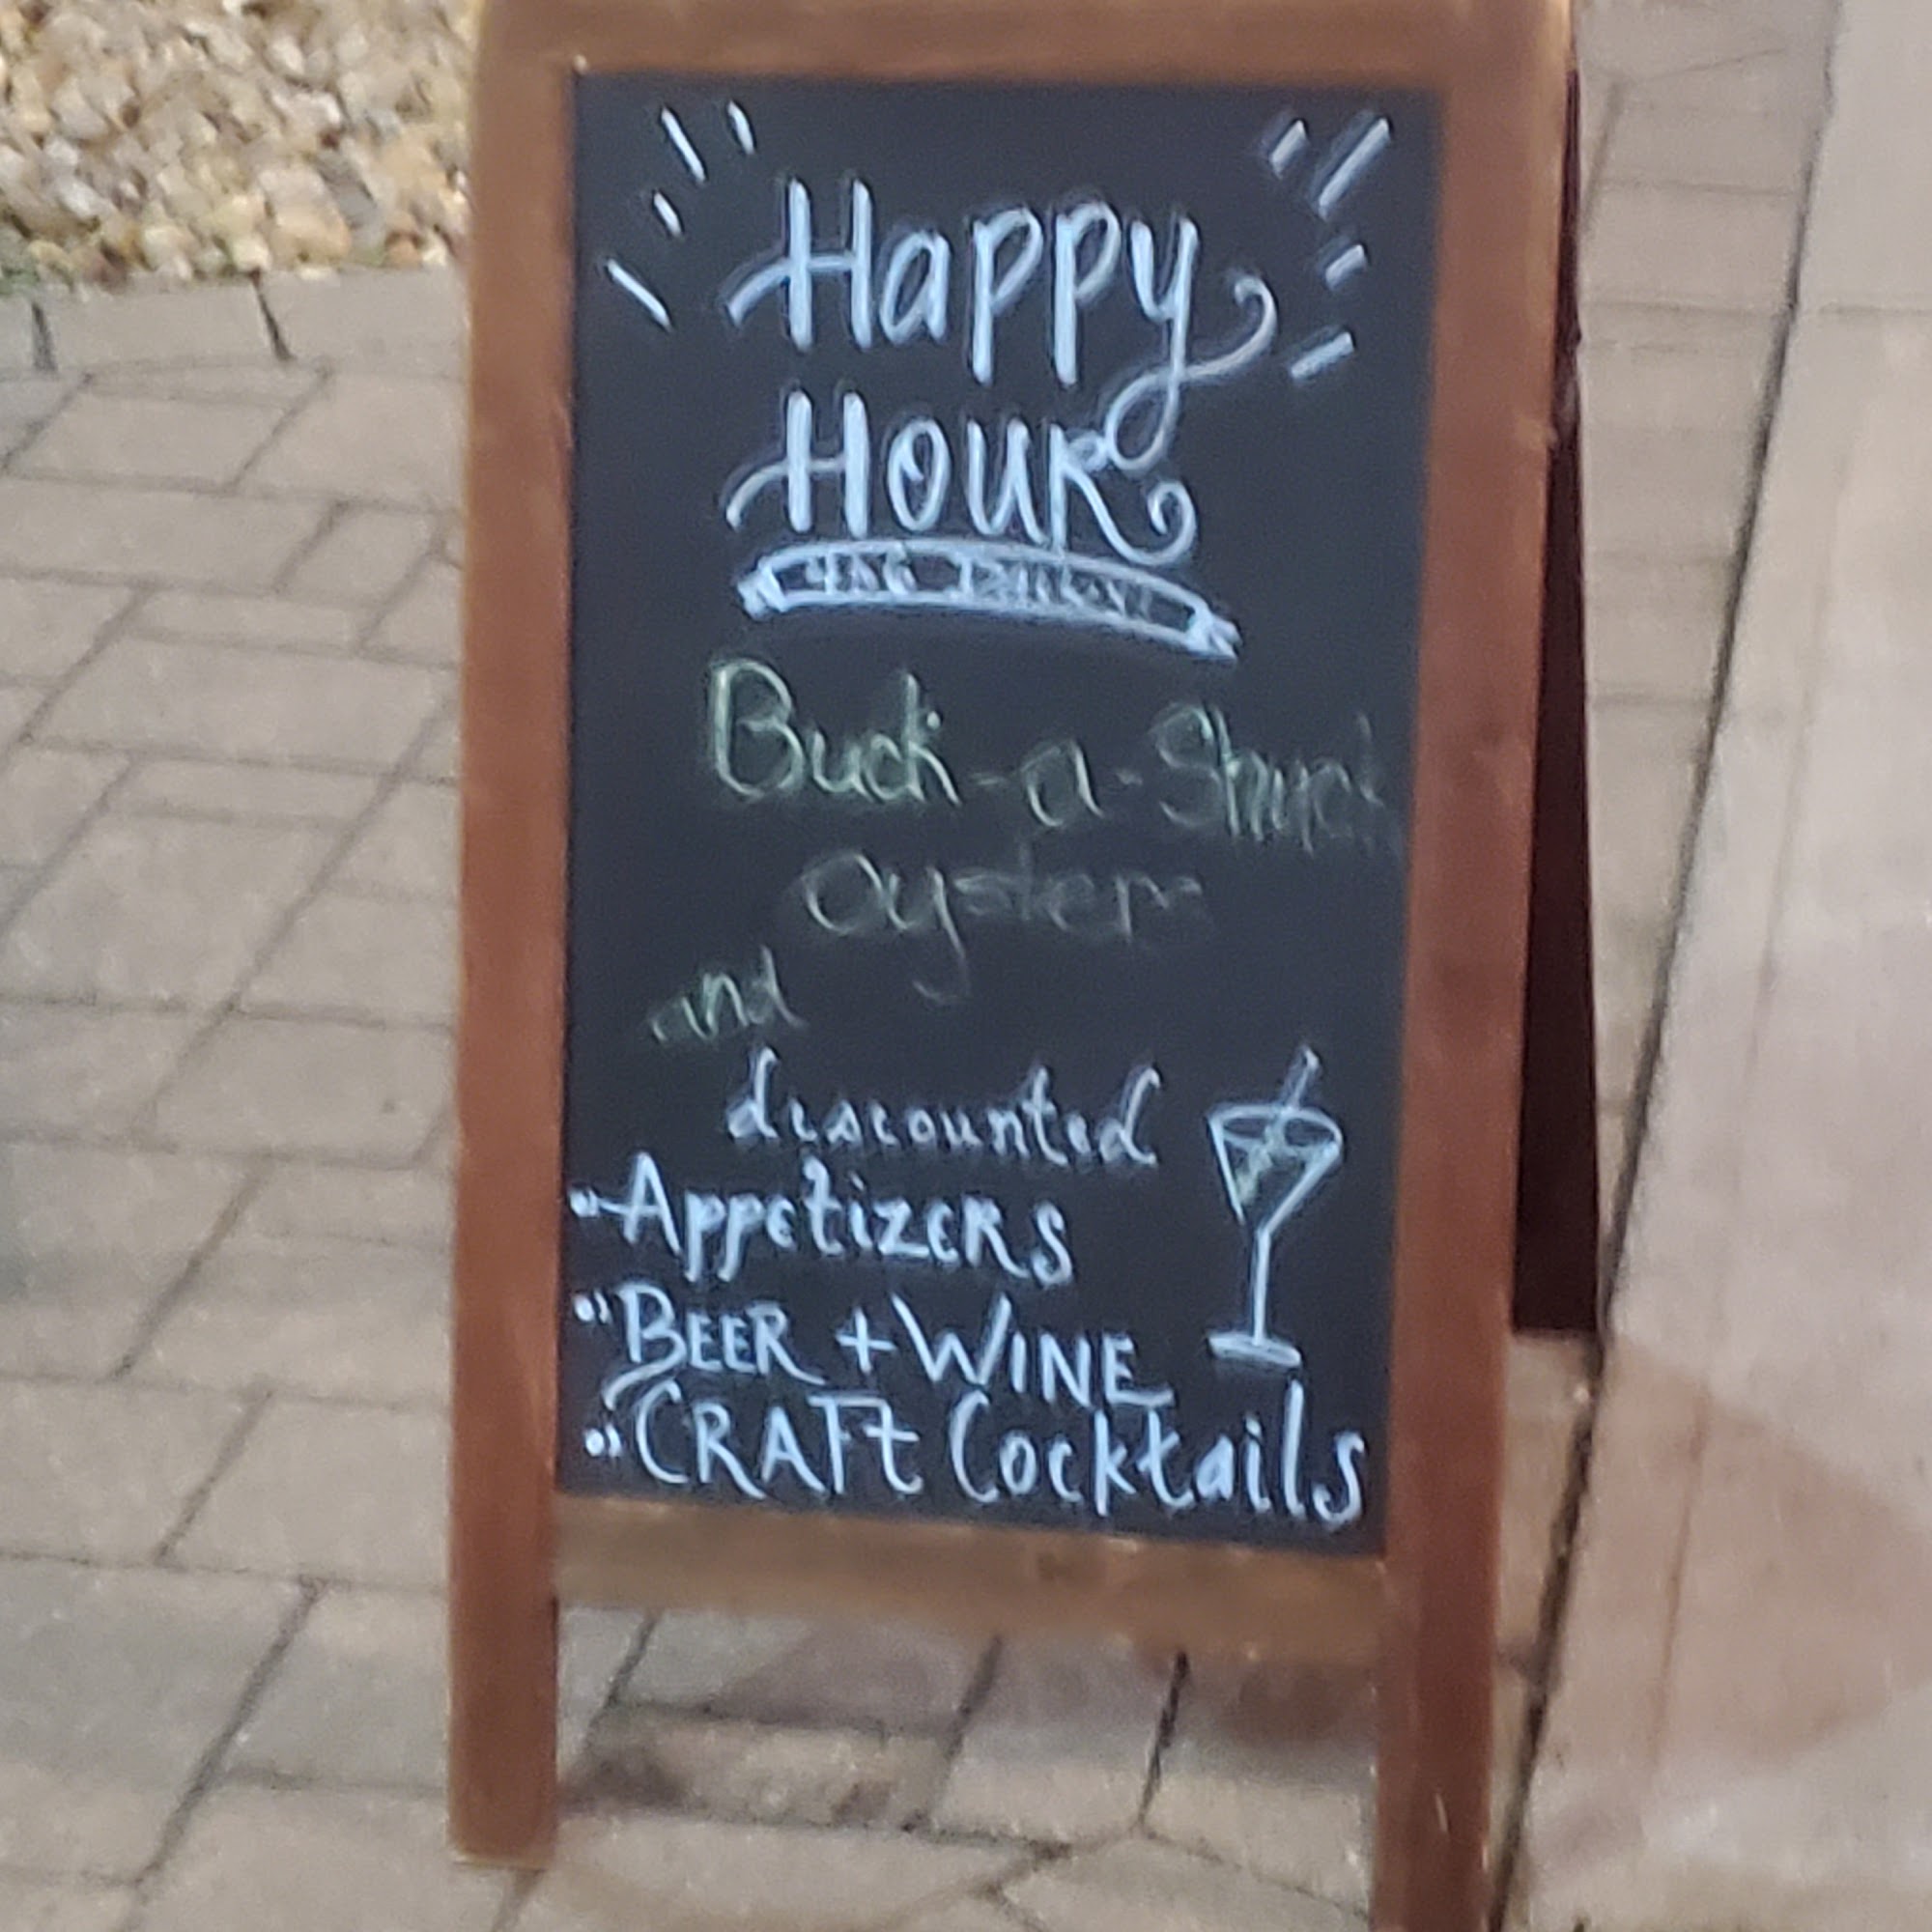 Happy
Hour
Buck-a-Shuck
Oysters
and
discounted
Appetizers
BEER + WINE
CRAFt Cocktails